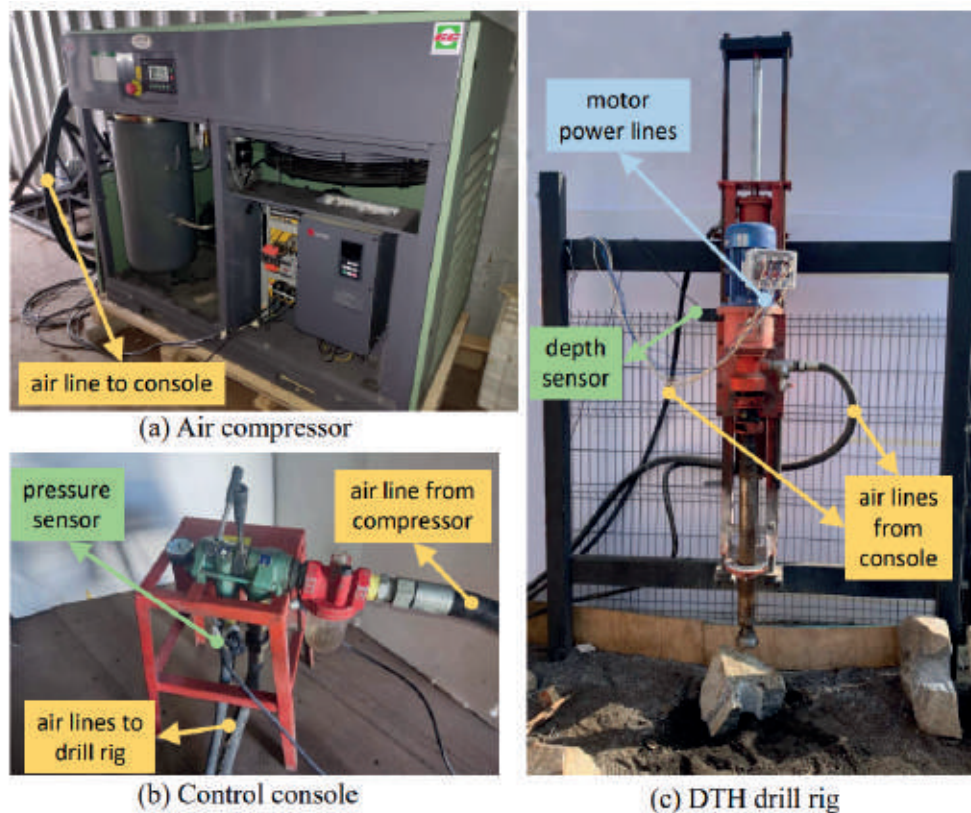 GC
air line to console
(a) Air compressor
pressure
sensor
air line from
compressor
air lines to
drill rig
(b) Control console
motor
power lines
depth
sensor
air lines
from
console
(c) DTH drill rig